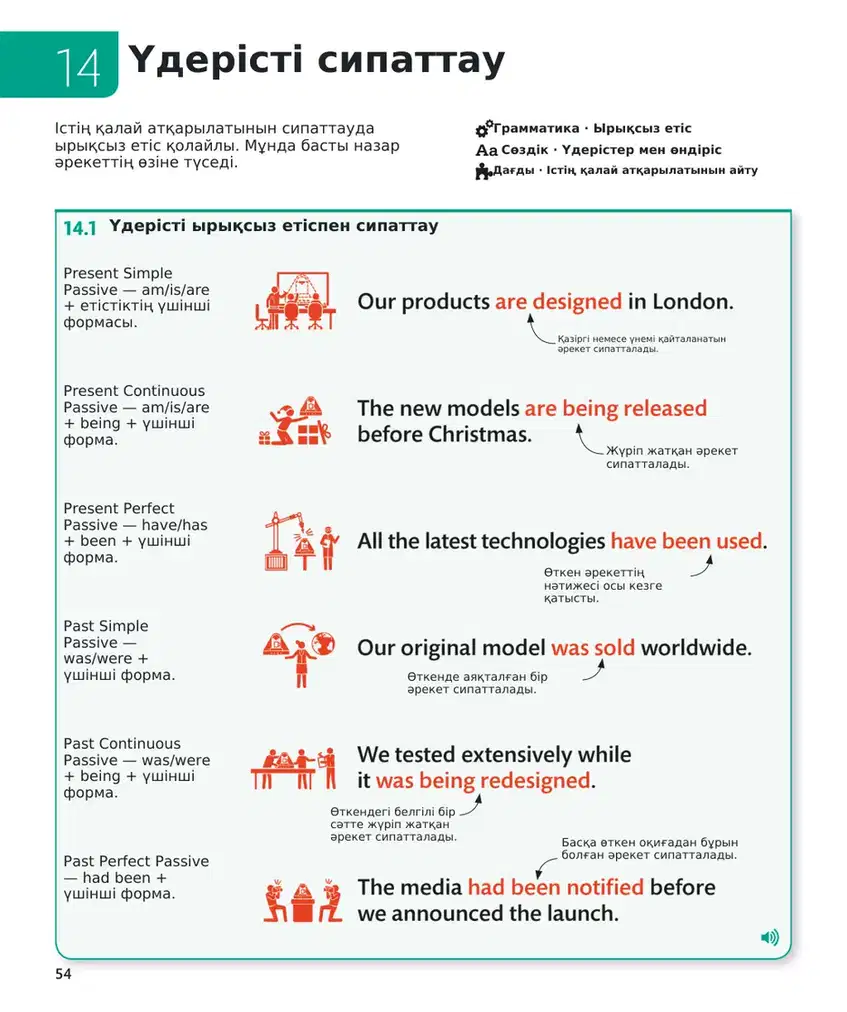 14 Үдерісті сипаттау
Істің қалай атқарылатынын сипаттауда
ырықсыз етіс қолайлы. Мұнда басты назар
әрекеттің өзіне түседі.
Грамматика · Ырықсыз етіс
Aa Сөздік · Үдерістер мен өндіріс
Дағды · Істің қалай атқарылатынын айту
14.1 Үдерісті ырықсыз етіспен сипаттау
Present Simple
Passive — am/is/are
+ етістіктің үшінші
формасы.
Our products are designed in London.
Қазіргі немесе үнемі қайталанатын
әрекет сипатталады.
Present Continuous
Passive — am/is/are
+ being + үшінші
форма.
The new models are being released
before Christmas.
Жүріп жатқан әрекет
сипатталады.
Present Perfect
Passive — have/has
+ been + үшінші
форма.
All the latest technologies have been used.
Өткен әрекеттің
нәтижесі осы кезге
қатысты.
Past Simple
Passive —
was/were +
үшінші форма.
Our original model was sold worldwide.
Өткенде аяқталған бір
әрекет сипатталады.
Past Continuous
Passive — was/were
+ being + үшінші
форма.
We tested extensively while
it was being redesigned.
Өткендегі белгілі бір
сәтте жүріп жатқан
әрекет сипатталады.
Past Perfect Passive
— had been +
үшінші форма.
Басқа өткен оқиғадан бұрын
болған әрекет сипатталады.
The media had been notified before
we announced the launch.
54